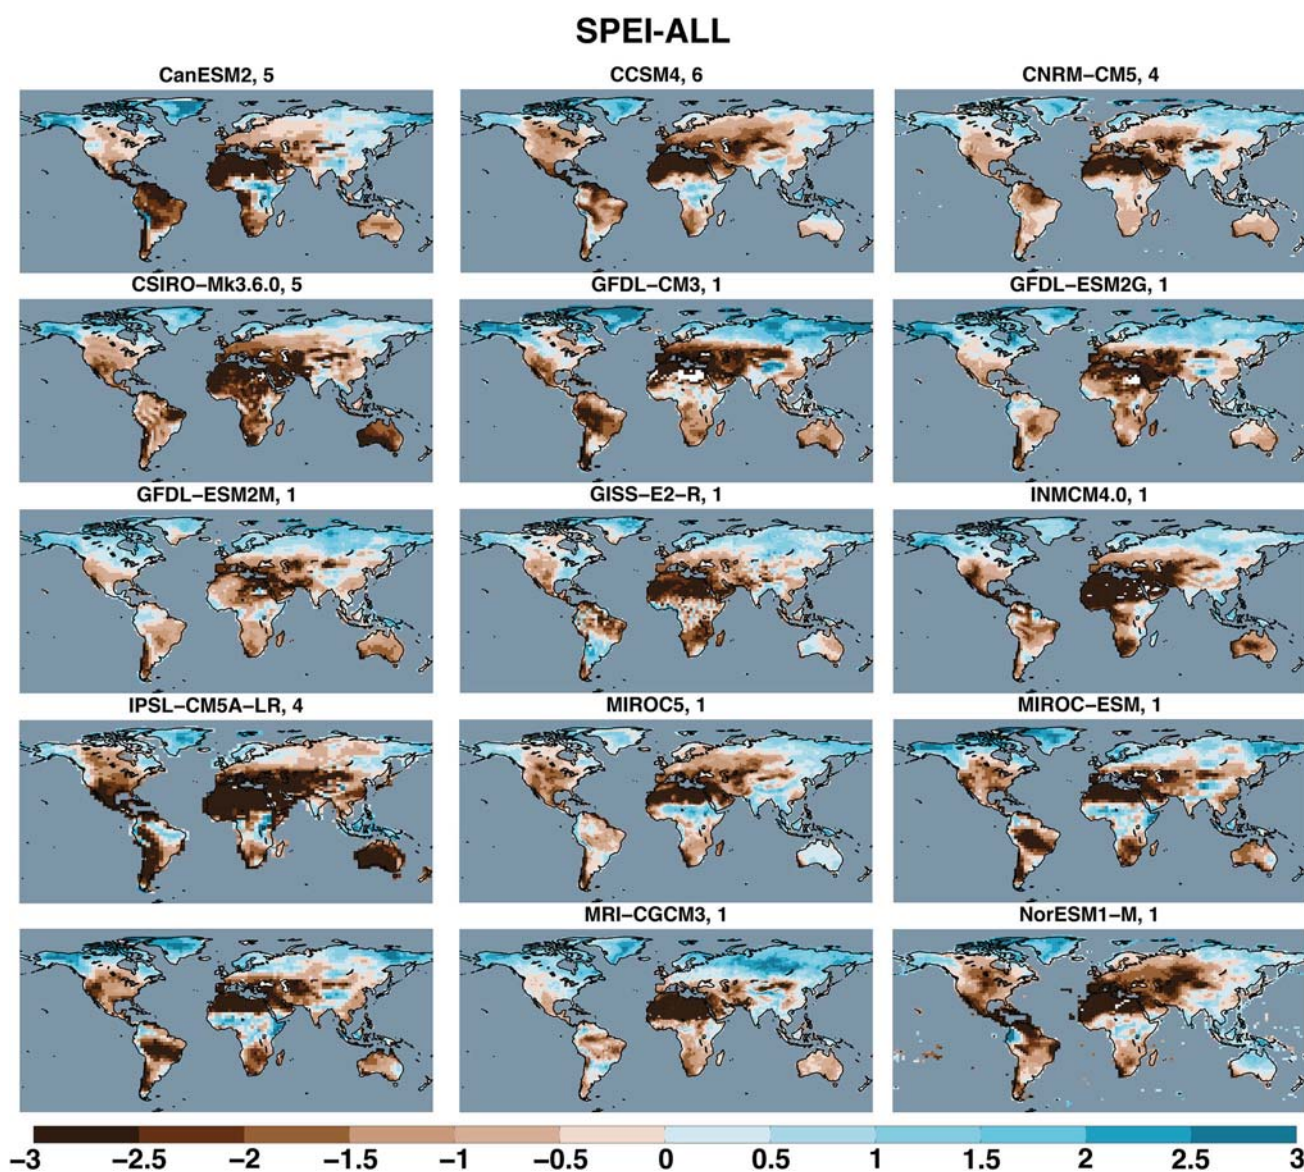 SPEI-ALL
CanESM2, 5
CCSM4, 6
CNRM−CM5, 4
CSIRO−Mk3.6.0, 5
GFDL−CM3, 1
GFDL−ESM2G, 1
GFDL−ESM2M, 1
GISS−E2−R, 1
INMCM4.0, 1
IPSL−CM5A−LR, 4
MIROC5, 1
MIROC−ESM, 1
MRI−CGCM3, 1
NorESM1−M, 1
−3 −2.5 −2 −1.5 −1 −0.5 0 0.5 1 1.5 2 2.5 3